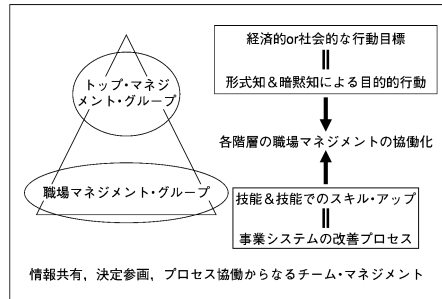 トップ・マネジ
メント・グループ
職場マネジメント・グループ
経済的or社会的な行動目標
||
形式知&暗黙知による目的的行動
各階層の職場マネジメントの協働化
技能&技能でのスキル・アップ
||
事業システムの改善プロセス
情報共有，決定参画，プロセス協働からなるチーム・マネジメント